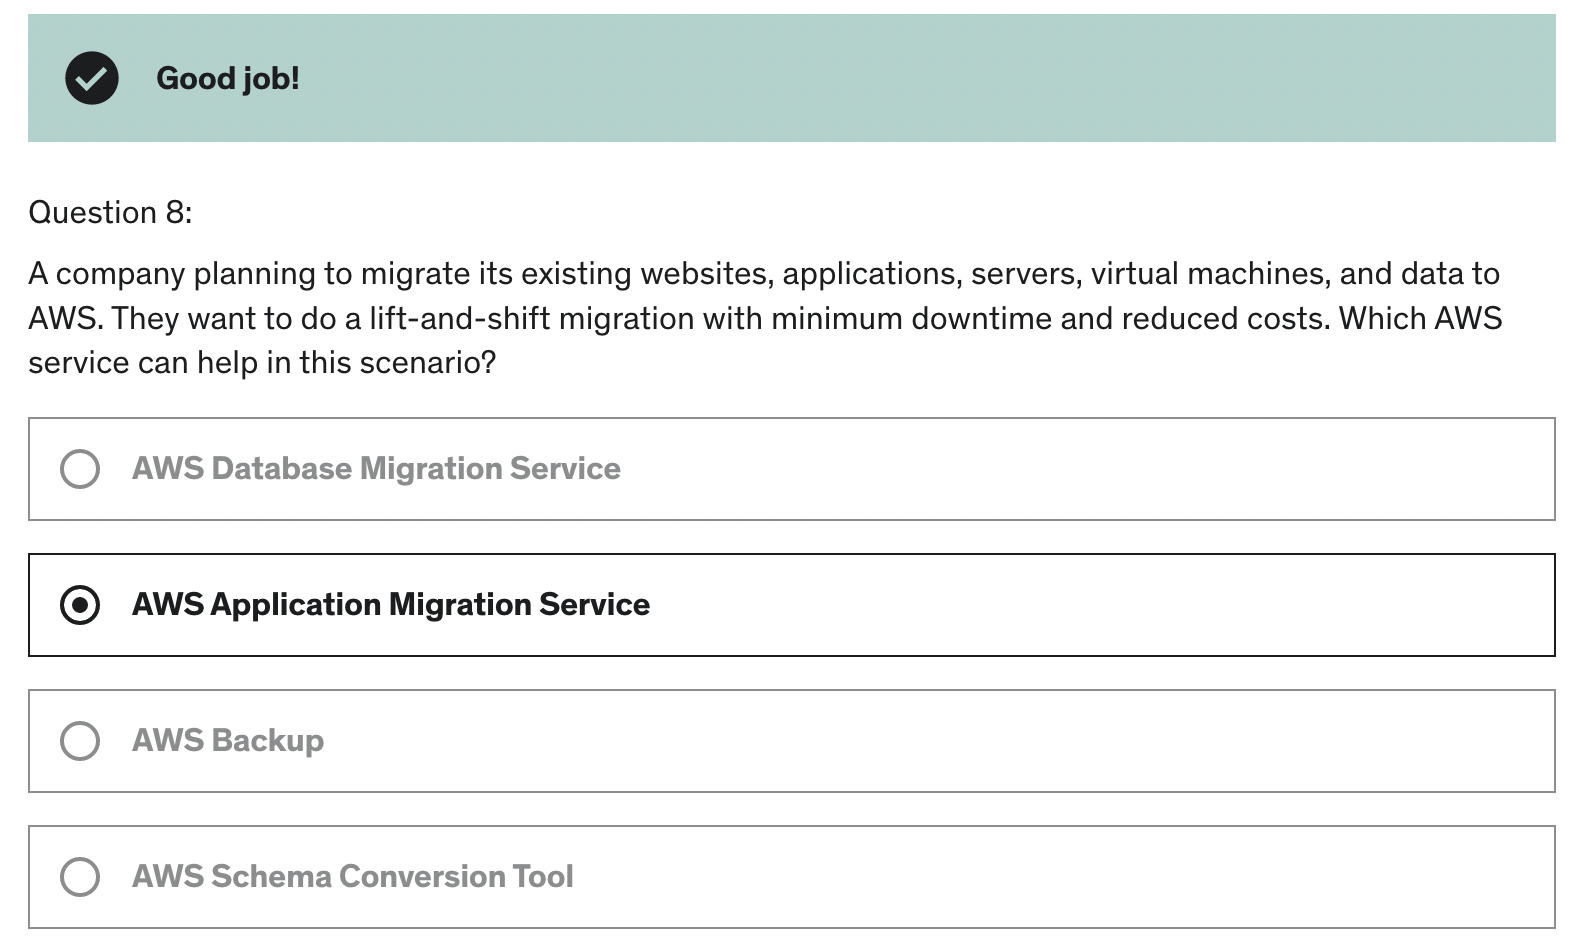 Good job!
Question 8:
A company planning to migrate its existing websites, applications, servers, virtual machines, and data to
AWS. They want to do a lift-and-shift migration with minimum downtime and reduced costs. Which AWS
service can help in this scenario?
AWS Database Migration Service
AWS Application Migration Service
AWS Backup
AWS Schema Conversion Tool